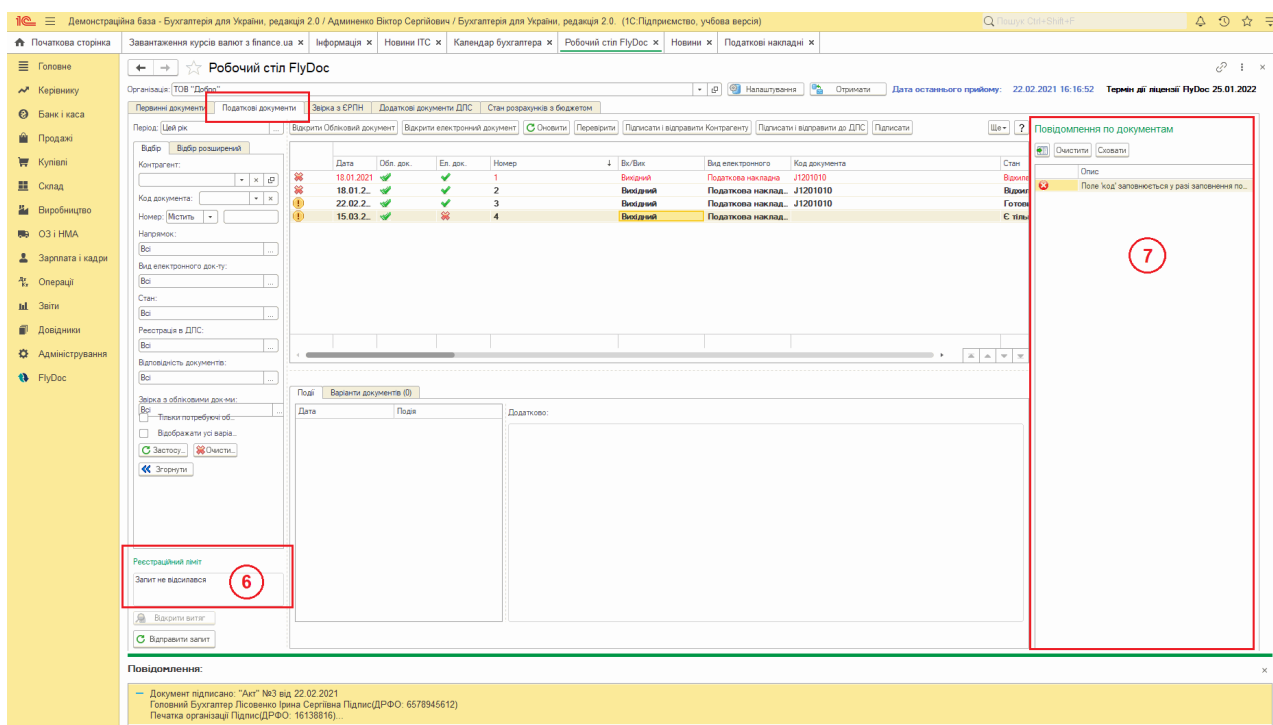 1С Демонстраційна база - Бухгалтерія для України, редакція 2.0 / Админенко Віктор Сергійович / Бухгалтерія для України, редакція 2.0. (1С:Підприємство, учбова версія) Пошук Ctrl+Shift+F
Початкова сторінка Завантаження курсів валют з finance.ua × Інформація × Новини ІТС × Календар бухгалтера × Робочий стіл FlyDoc × Новини × Податкові накладні ×
Головне
Керівнику
Банк і каса
Продажі
Купівлі
Склад
Виробництво
ОЗ і НМА
Зарплата і кадри
Операції
Звіти
Довідники
Адміністрування
FlyDoc
Робочий стіл FlyDoc
Організація: ТОВ "Добро" Налаштування Отримати Дата останнього прийому: 22.02.2021 16:16:52 Термін дії ліцензії FlyDoc 25.01.2022
Первинні документи Податкові документи Звірка з ЄРПН Додаткові документи ДПС Стан розрахунків з бюджетом
Період: Цей рік ... Відкрити Обліковий документ Відкрити електронний документ Оновити Перевірити Підписати і відправити Контрагенту Підписати і відправити до ДПС Підписати Ще ?
Відбір Відбір розширений
Контрагент:
Код документа:
Номер: Містить
Напрямок:
Всі ...
Вид електронного док-ту:
Всі ...
Стан:
Всі ...
Реєстрація в ДПС:
Всі ...
Відповідність документів:
Всі ...
Звірка з обліковими док-ми:
Всі ...
Тільки потребуючі об..
Відображати усі варіа...
Застосу... Очисти...
Згорнути
Реєстраційний ліміт
Запит не відсилався
6
Відкрити витяг
Відправити запит
Дата Обл. док. Ел. док. Номер ↓ Вх/Вих Вид електронного Код документа Стан
18.01.2021 1 Вихідний Податкова накладна J1201010 Відхиле
18.01.2... 2 Вихідний Податкова наклад... J1201010 Відхил
22.02.2... 3 Вихідний Податкова наклад... J1201010 Готов
15.03.2... 4 Вихідний Податкова наклад... Є тіль
Події Варіанти документів (0)
Дата Подія Додатково:
Повідомлення по документам
Очистити Сховати
Опис
Поле 'код' заповнюється у разі заповнення по...
7
Повідомлення:
Документ підписано: "Акт" №3 від 22.02.2021
Головний Бухгалтер Лісовенко Ірина Сергіївна Підпис(ДРФО: 6578945612)
Печатка організації Підпис(ДРФО: 16138816)...